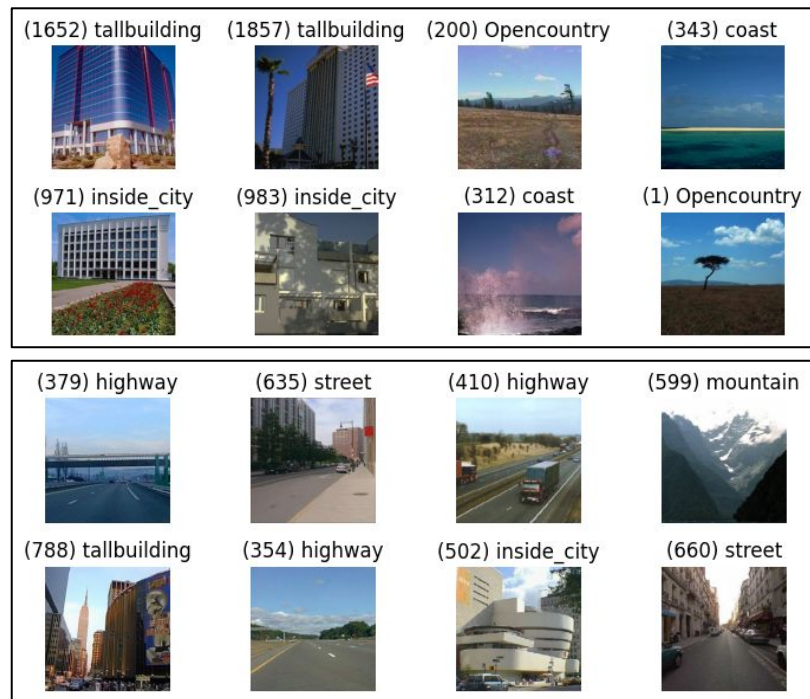 (1652) tallbuilding (1857) tallbuilding (200) Opencountry (343) coast
(971) inside_city (983) inside_city (312) coast (1) Opencountry
(379) highway (635) street (410) highway (599) mountain
(788) tallbuilding (354) highway (502) inside_city (660) street